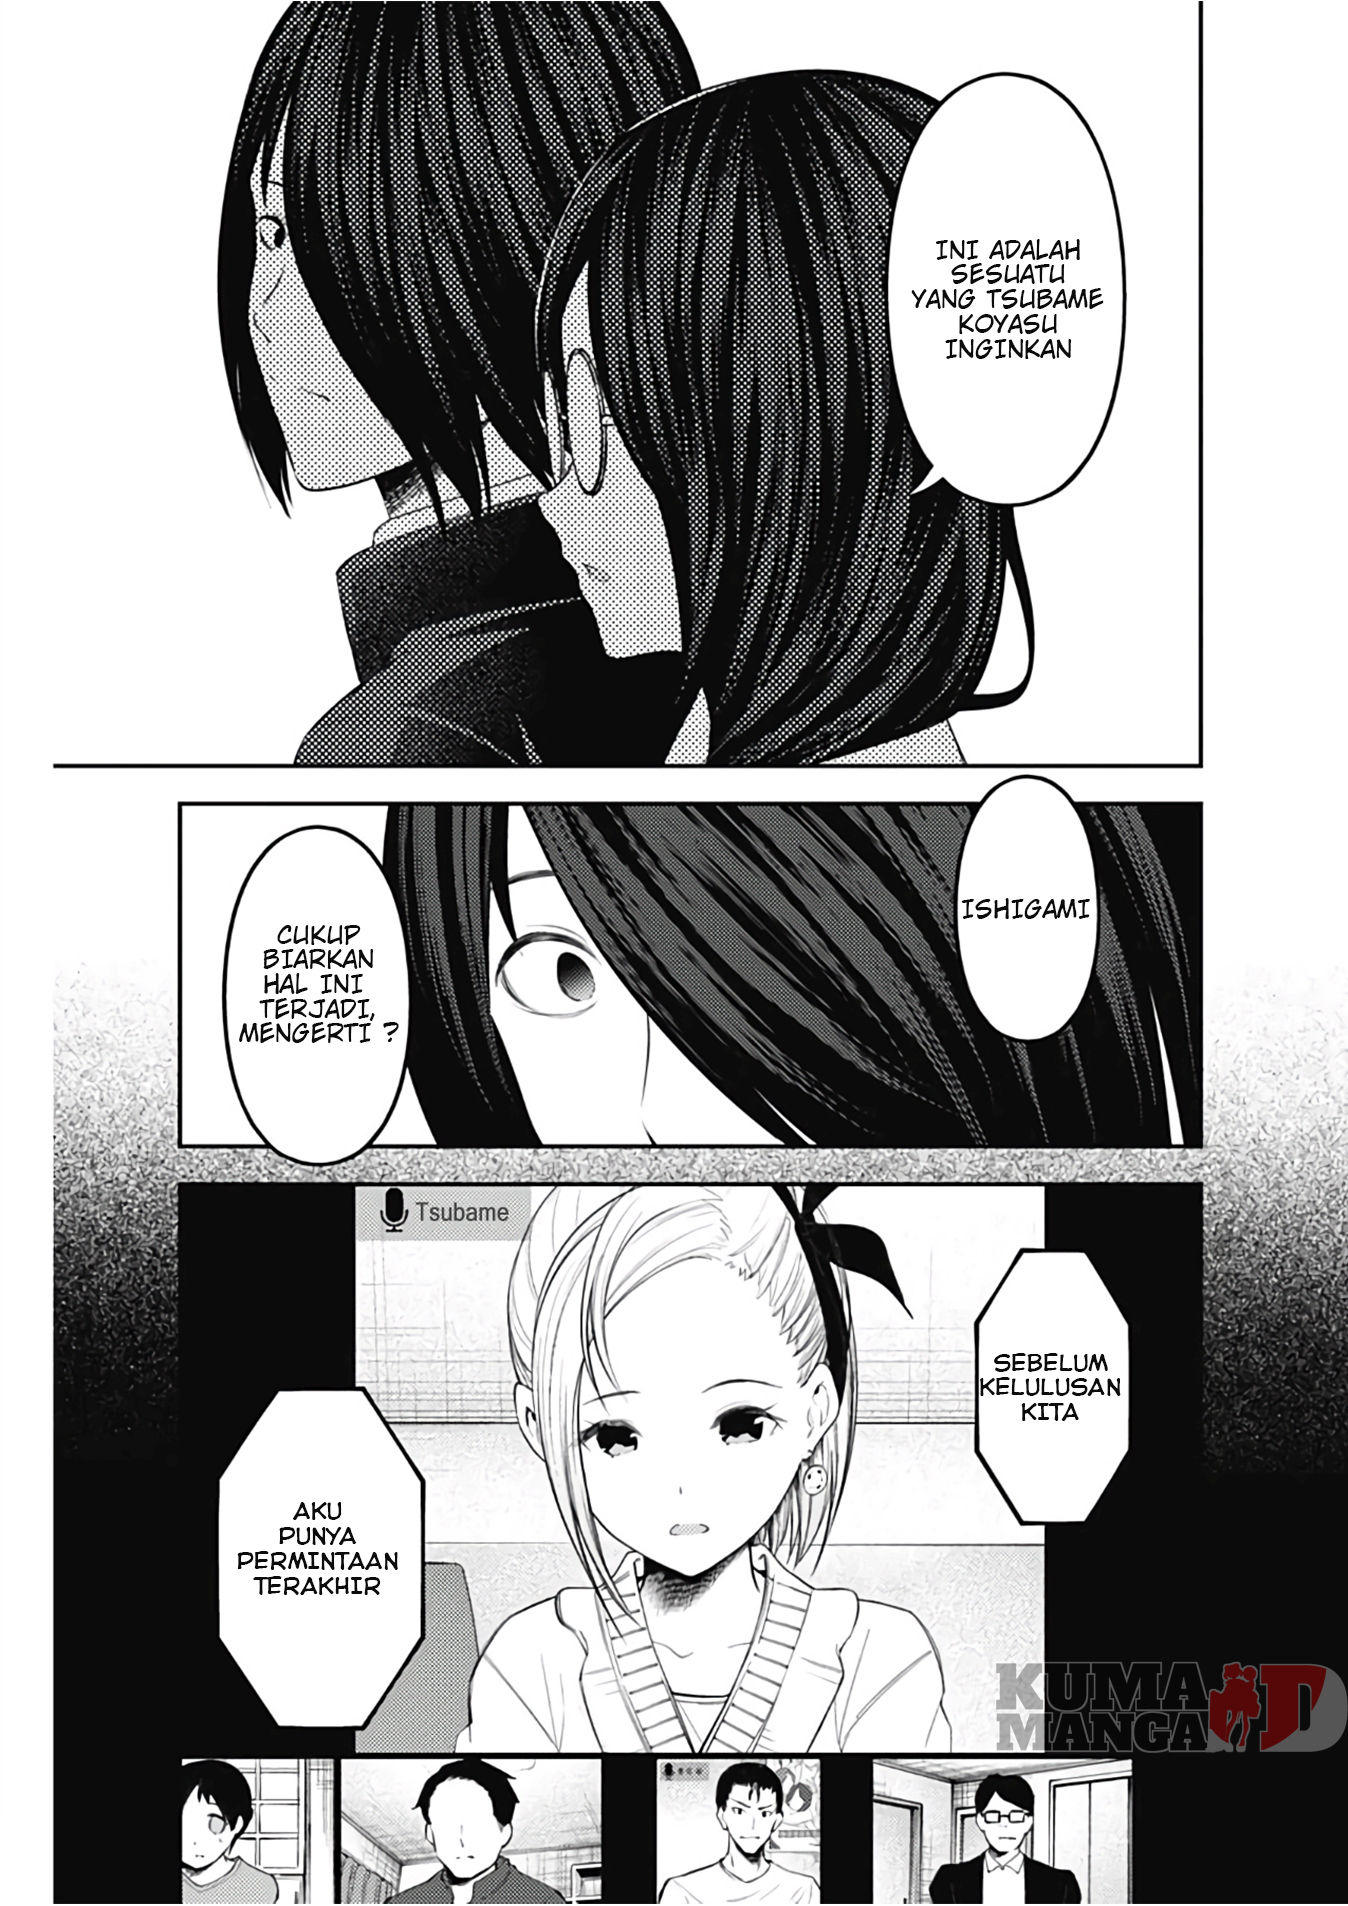 INI ADALAH
SESUATU
YANG TSUBAME
KOYASU
INGINKAN
ISHIGAMI
CUKUP
BIARKAN
HAL INI
TERJADI,
MENGERTI ?
Tsubame
SEBELUM
KELULUSAN
KITA
AKU
PUNYA
PERMINTAAN
TERAKHIR
KUMA
MANGA ID